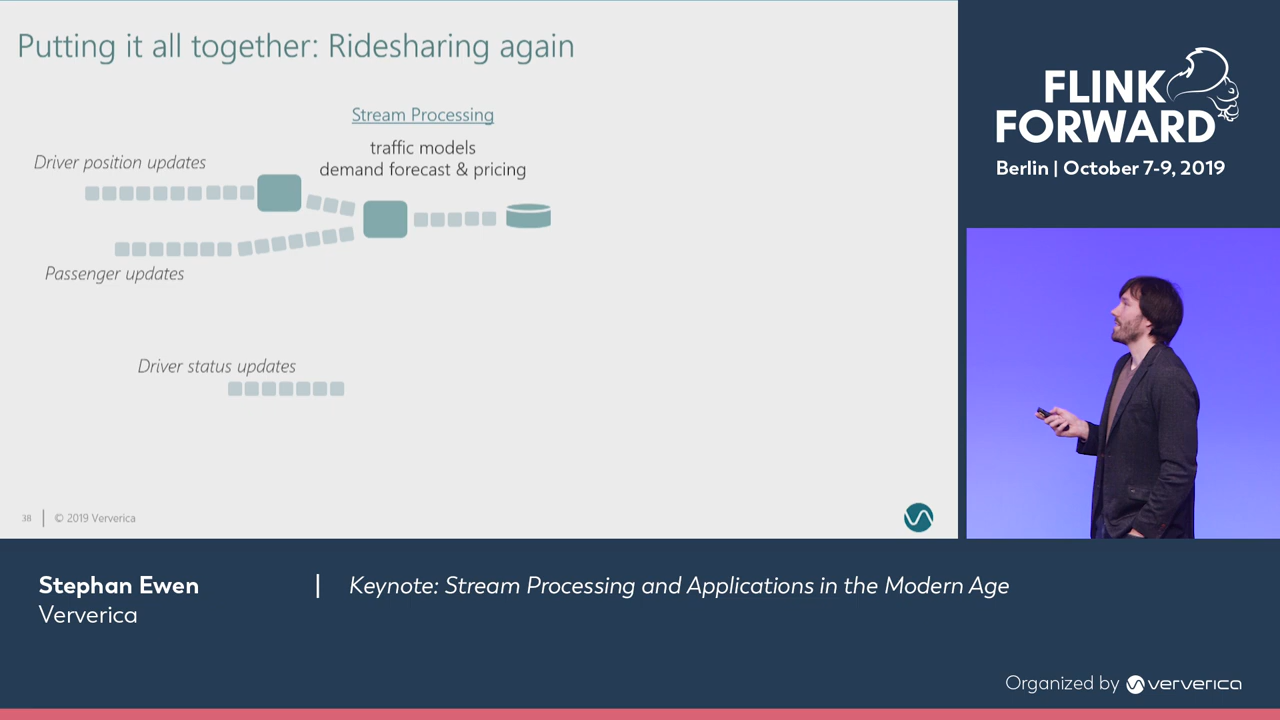 Putting it all together: Ridesharing again
Stream Processing
traffic models
demand forecast & pricing
Driver position updates
Passenger updates
Driver status updates
38 | © 2019 Ververica
FLINK
FORWARD
Berlin | October 7-9, 2019
Stephan Ewen | Keynote: Stream Processing and Applications in the Modern Age
Ververica
Organized by ververica